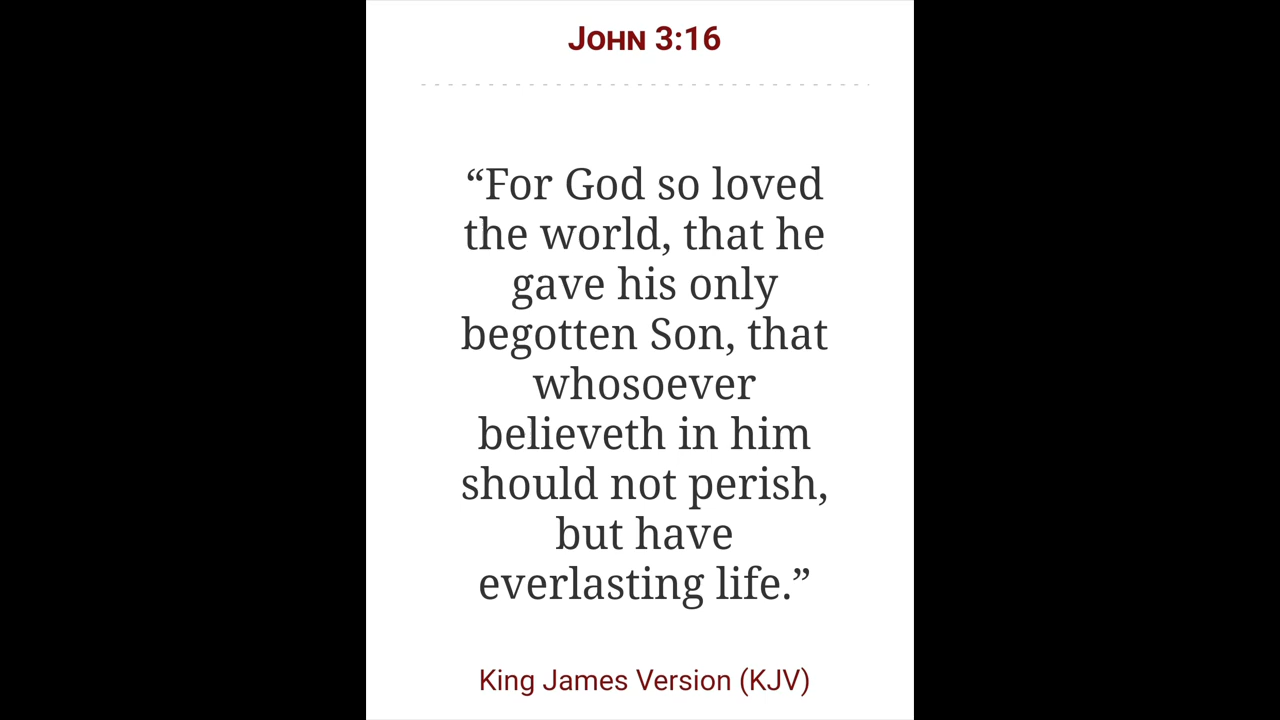 John 3:16
“For God so loved
the world, that he
gave his only
begotten Son, that
whosoever
believeth in him
should not perish,
but have
everlasting life.”
King James Version (KJV)